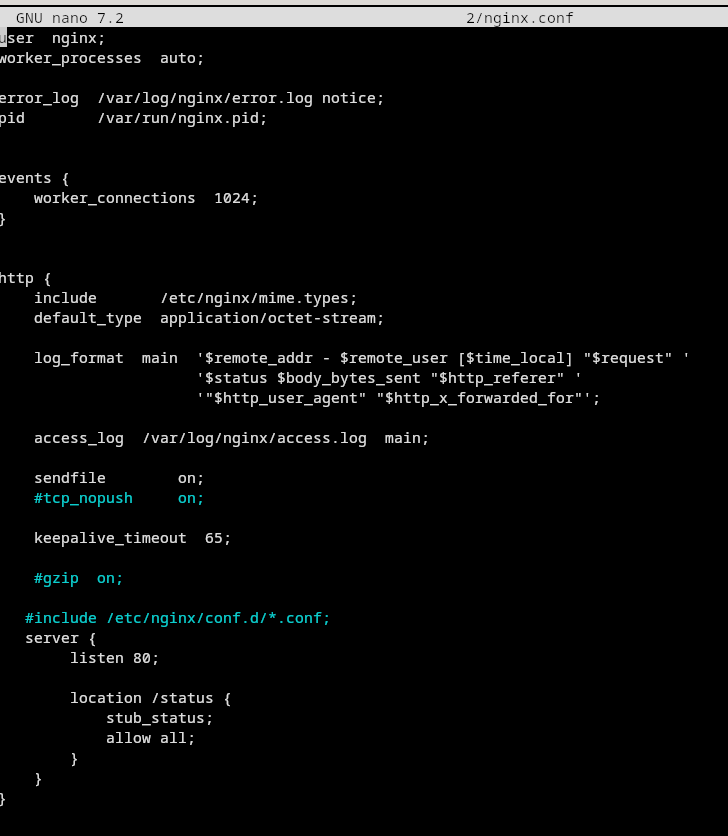 GNU nano 7.2 2/nginx.conf
user  nginx;
worker_processes  auto;
error_log  /var/log/nginx/error.log notice;
pid        /var/run/nginx.pid;
events {
    worker_connections  1024;
}
http {
    include       /etc/nginx/mime.types;
    default_type  application/octet-stream;
    log_format  main  '$remote_addr - $remote_user [$time_local] "$request" '
                      '$status $body_bytes_sent "$http_referer" '
                      '"$http_user_agent" "$http_x_forwarded_for"';
    access_log  /var/log/nginx/access.log  main;
    sendfile        on;
    #tcp_nopush     on;
    keepalive_timeout  65;
    #gzip  on;
   #include /etc/nginx/conf.d/*.conf;
   server {
        listen 80;
        location /status {
            stub_status;
            allow all;
        }
    }
}